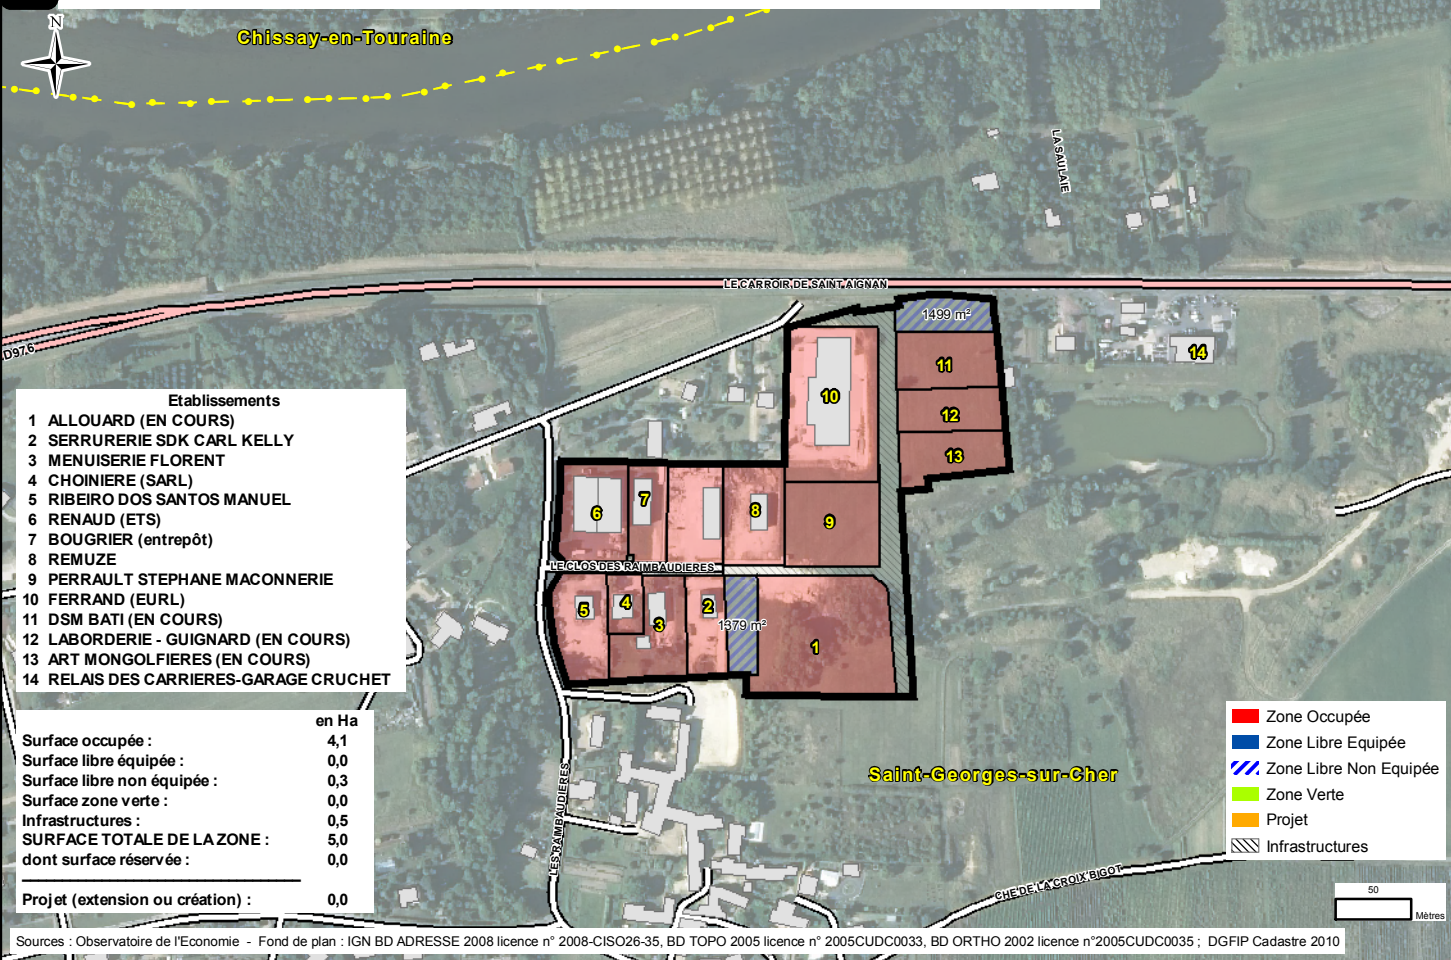 N
Chissay-en-Touraine
LA SAULAIE
LE CARROIR DE SAINT AIGNAN
D976
1499 m²
14
11
10
12
13
Etablissements
1 ALLOUARD (EN COURS)
2 SERRURERIE SDK CARL KELLY
3 MENUISERIE FLORENT
4 CHOINIERE (SARL)
5 RIBEIRO DOS SANTOS MANUEL
6 RENAUD (ETS)
7 BOUGRIER (entrepôt)
8 REMUZE
9 PERRAULT STEPHANE MACONNERIE
10 FERRAND (EURL)
11 DSM BATI (EN COURS)
12 LABORDERIE - GUIGNARD (EN COURS)
13 ART MONGOLFIERES (EN COURS)
14 RELAIS DES CARRIERES-GARAGE CRUCHET
7
6
8
9
LE CLOS DES RAIMBAUDIERES
5
4
3
2
1379 m²
1
en Ha
Surface occupée : 4,1
Surface libre équipée : 0,0
Surface libre non équipée : 0,3
Surface zone verte : 0,0
Infrastructures : 0,5
SURFACE TOTALE DE LA ZONE : 5,0
dont surface réservée : 0,0
Projet (extension ou création) : 0,0
LES RAIMBAUDIERES
Saint-Georges-sur-Cher
CHE DE LA CROIX BIGOT
Zone Occupée
Zone Libre Equipée
Zone Libre Non Equipée
Zone Verte
Projet
Infrastructures
50
Mètres
Sources : Observatoire de l'Economie - Fond de plan : IGN BD ADRESSE 2008 licence n° 2008-CISO26-35, BD TOPO 2005 licence n° 2005CUDC0033, BD ORTHO 2002 licence n°2005CUDC0035 ; DGFIP Cadastre 2010